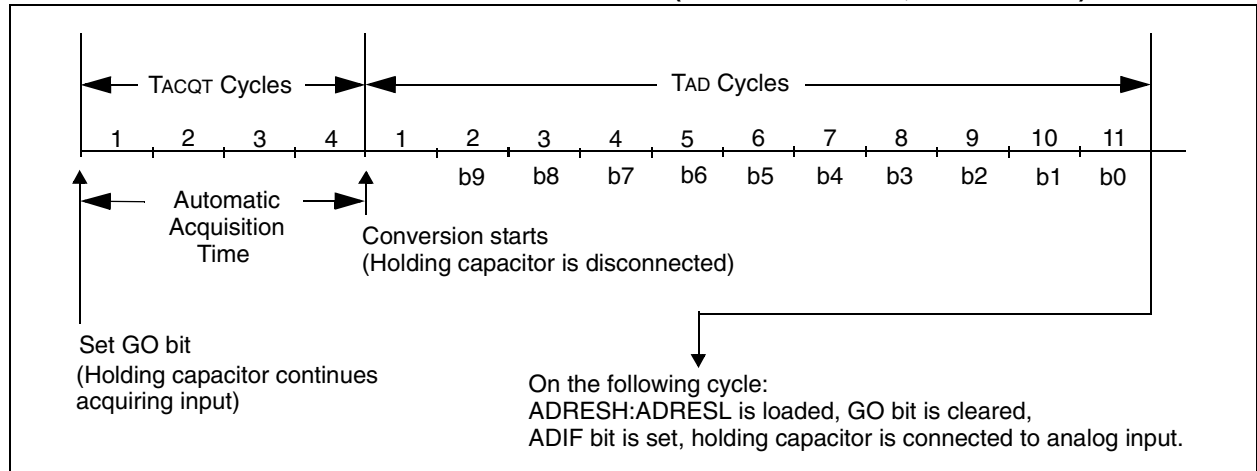 TACQT Cycles
TAD Cycles
1 2 3 4 1 2 3 4 5 6 7 8 9 10 11
b9 b8 b7 b6 b5 b4 b3 b2 b1 b0
Automatic
Acquisition
Time
Conversion starts
(Holding capacitor is disconnected)
Set GO bit
(Holding capacitor continues
acquiring input)
On the following cycle:
ADRESH:ADRESL is loaded, GO bit is cleared,
ADIF bit is set, holding capacitor is connected to analog input.